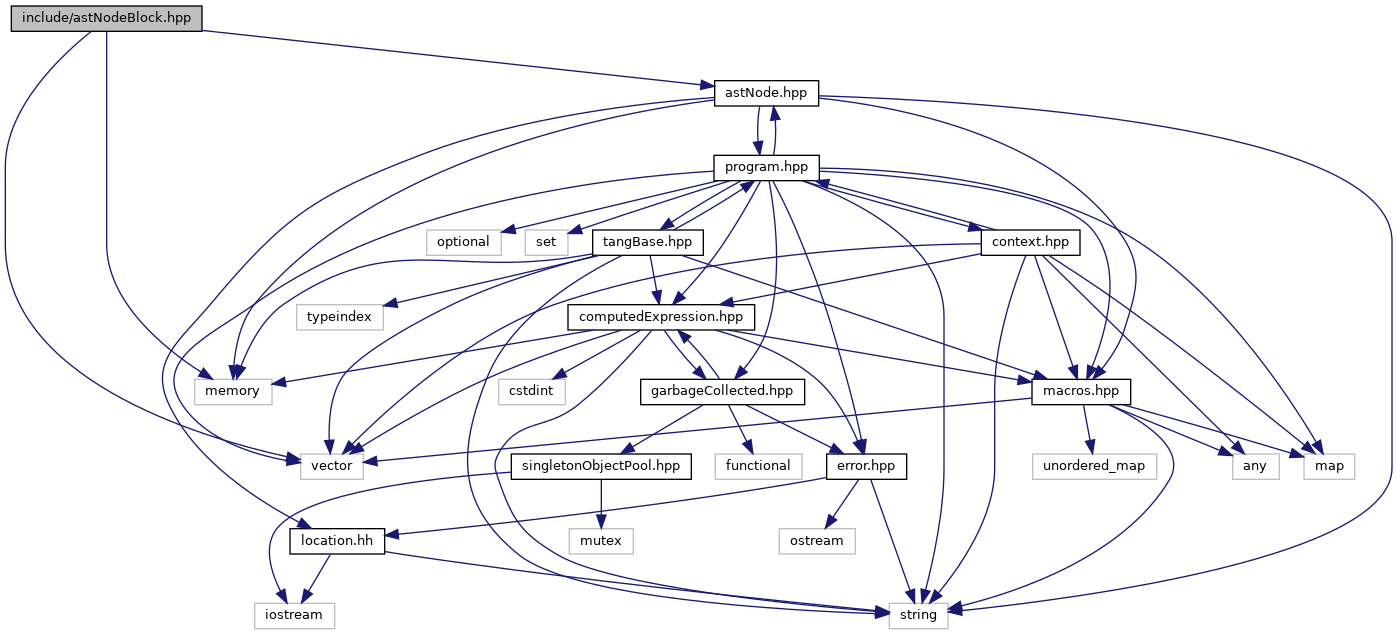 include/astNodeBlock.hpp
astNode.hpp
program.hpp
optional
set
tangBase.hpp
context.hpp
typeindex
computedExpression.hpp
memory
cstdint
garbageCollected.hpp
macros.hpp
vector
singletonObjectPool.hpp
functional
error.hpp
unordered_map
any
map
location.hh
mutex
ostream
iostream
string